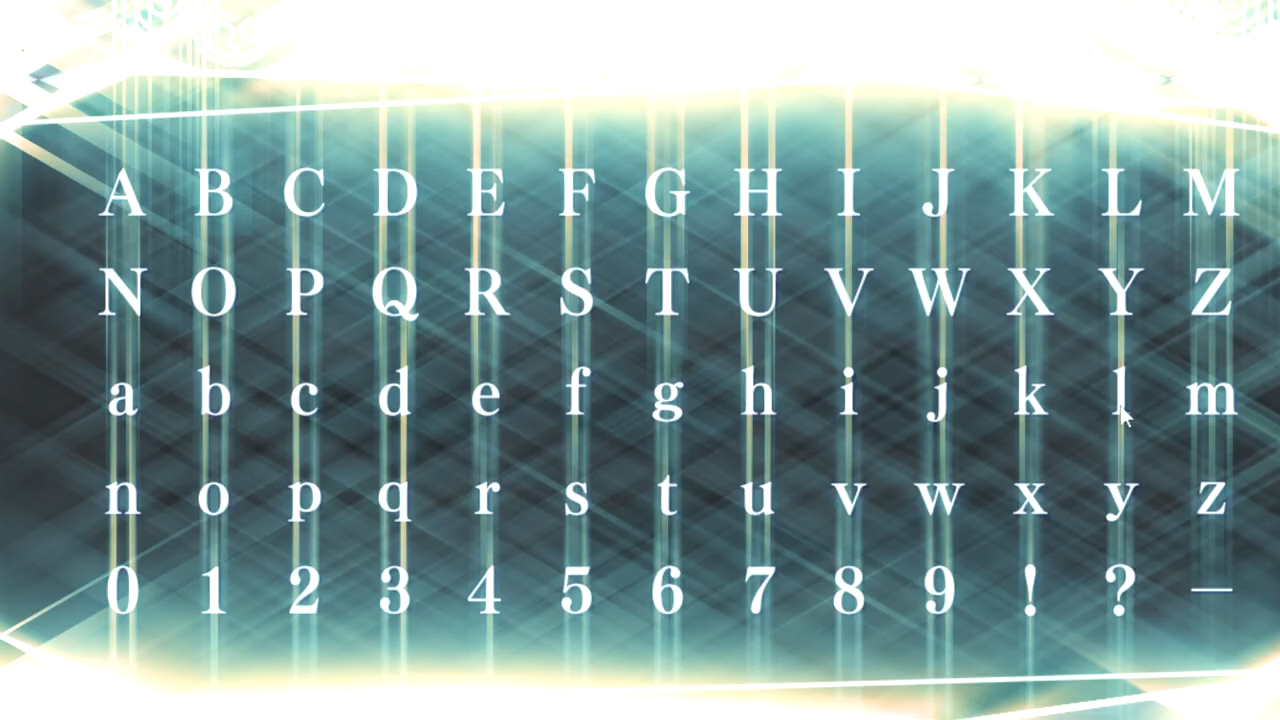 A B C D E F G H I J K L M
N O P Q R S T U V W X Y Z
a b c d e f g h i j k l m
n o p q r s t u v w x y z
0 1 2 3 4 5 6 7 8 9 ! ? —